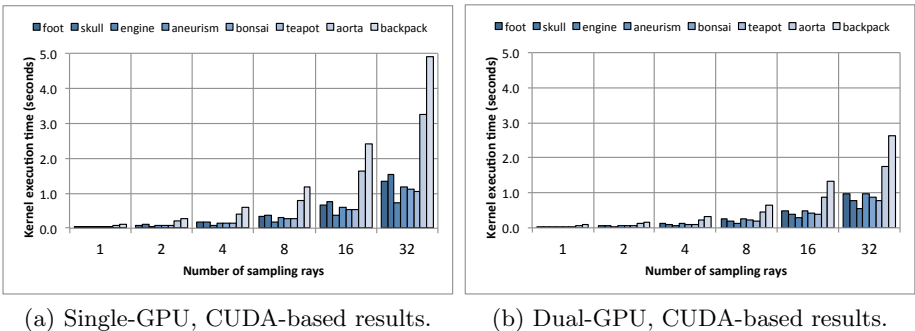 foot skull engine aneurism bonsai teapot aorta backpack
Kernel execution time (seconds)
5.0
4.0
3.0
2.0
1.0
0.0
1 2 4 8 16 32
Number of sampling rays
(a) Single-GPU, CUDA-based results.
foot skull engine aneurism bonsai teapot aorta backpack
Kernel execution time (seconds)
5.0
4.0
3.0
2.0
1.0
0.0
1 2 4 8 16 32
Number of sampling rays
(b) Dual-GPU, CUDA-based results.